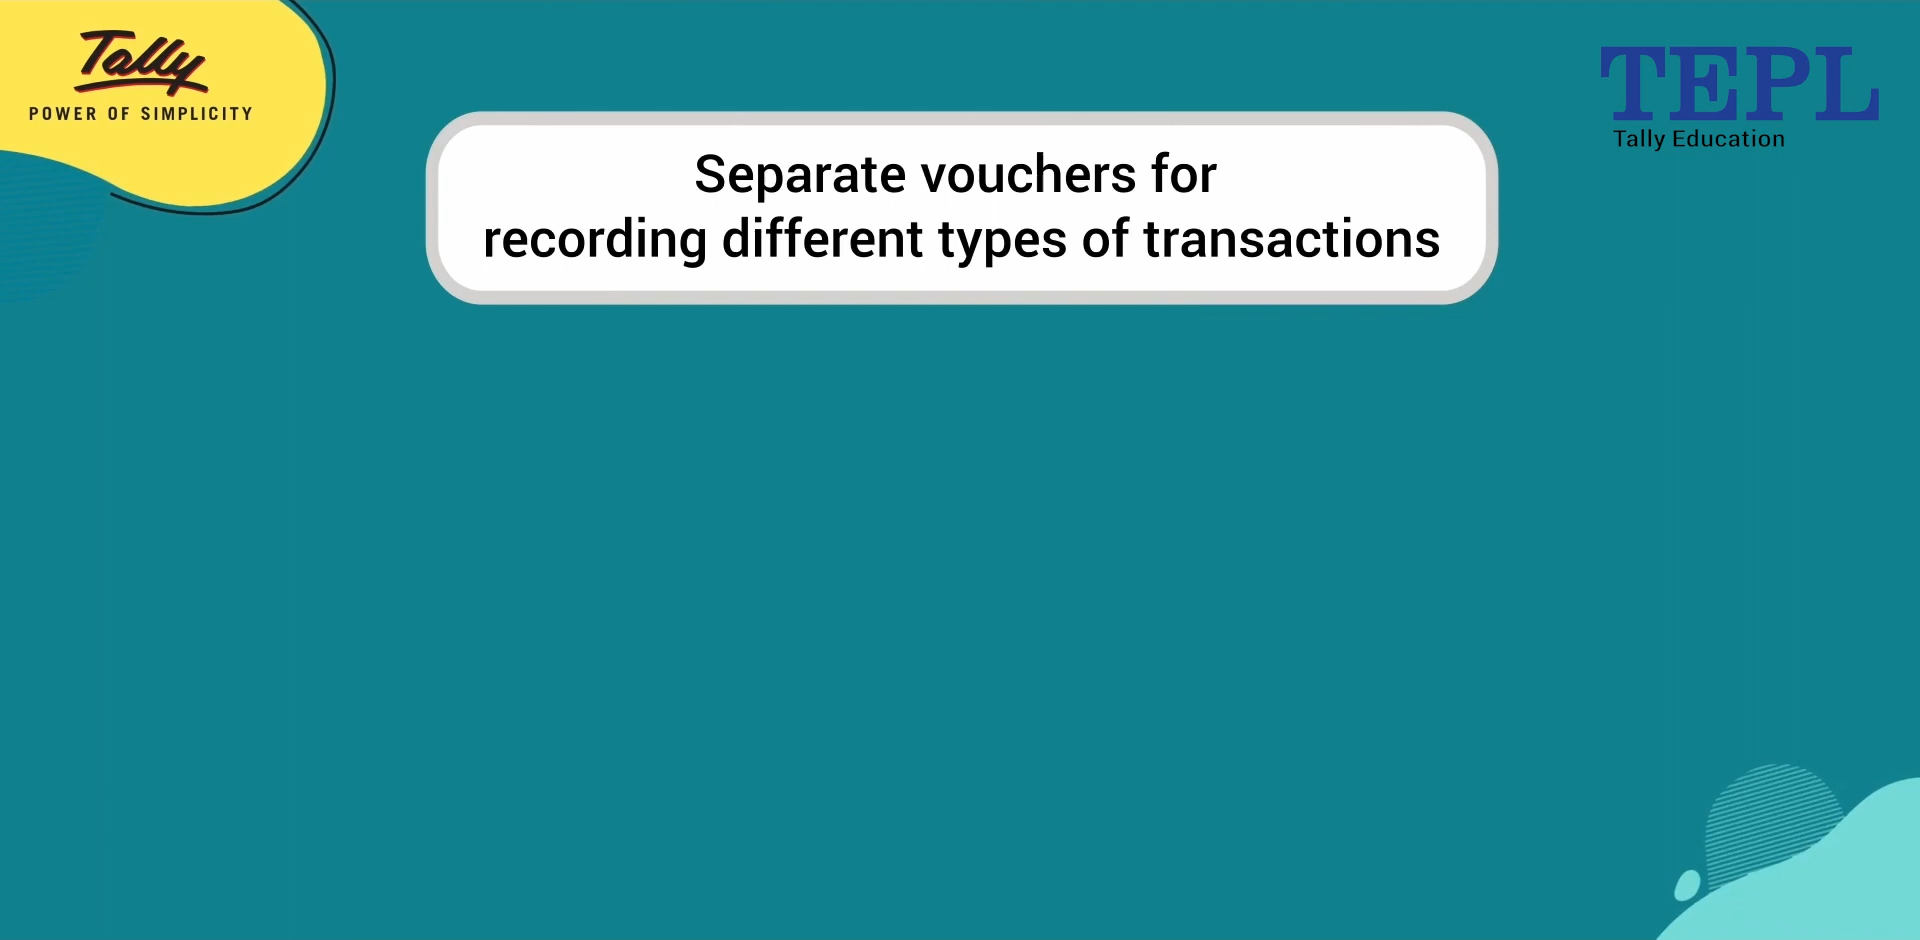 Tally
POWER OF SIMPLICITY
TEPL
Tally Education
Separate vouchers for
recording different types of transactions